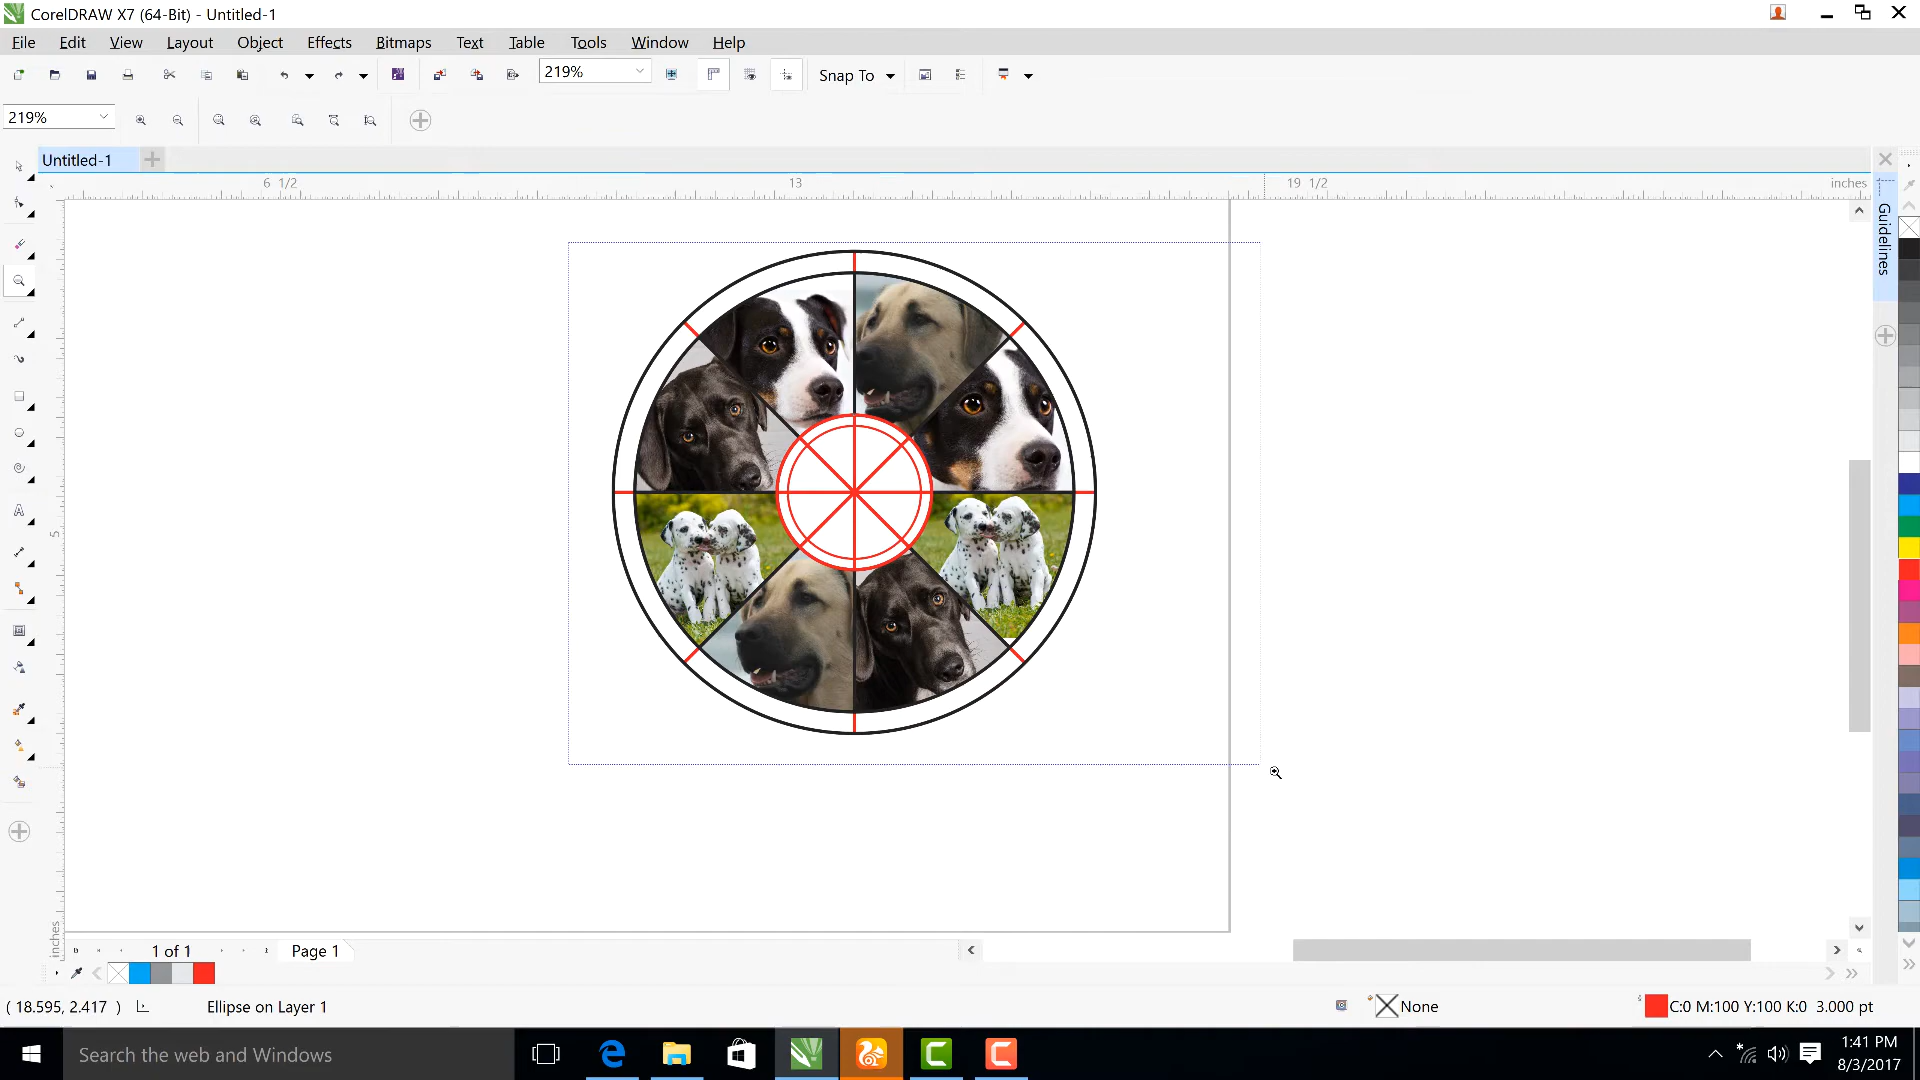 CorelDRAW X7 (64-Bit) - Untitled-1
File Edit View Layout Object Effects Bitmaps Text Table Tools Window Help
219% Snap To
219%
Untitled-1
6 1/2 13 19 1/2 inches
Guidelines
5
inches
1 of 1 Page 1
( 18.595, 2.417 ) Ellipse on Layer 1 None C:0 M:100 Y:100 K:0 3.000 pt
Search the web and Windows
1:41 PM
8/3/2017